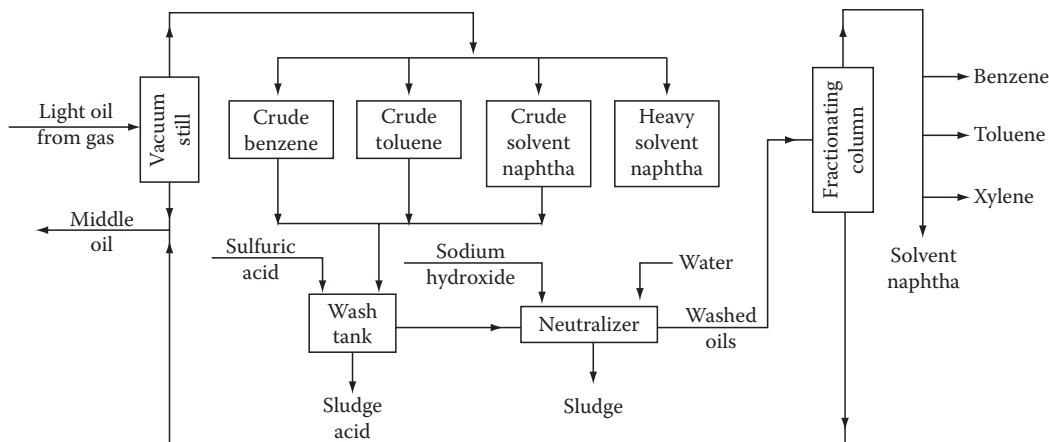 Light oil
from gas
Vacuum
still
Middle
oil
Crude
benzene
Crude
toluene
Crude
solvent
naphtha
Heavy
solvent
naphtha
Sulfuric
acid
Sodium
hydroxide
Water
Wash
tank
Neutralizer
Washed
oils
Sludge
acid
Sludge
Fractionating
column
Benzene
Toluene
Xylene
Solvent
naphtha